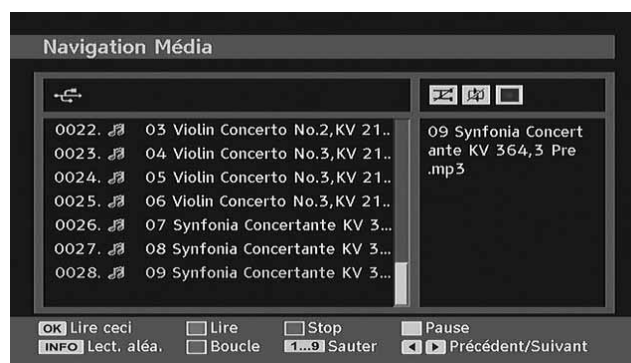 Navigation Média
0022. 03 Violin Concerto No.2,KV 21..
0023. 04 Violin Concerto No.3,KV 21..
0024. 05 Violin Concerto No.3,KV 21..
0025. 06 Violin Concerto No.3,KV 21..
0026. 07 Synfonia Concertante KV 3...
0027. 08 Synfonia Concertante KV 3...
0028. 09 Synfonia Concertante KV 3...
09 Synfonia Concert
ante KV 364,3 Pre
.mp3
OK Lire ceci Lire Stop Pause
INFO Lect. aléa. Boucle 1...9 Sauter Précédent/Suivant